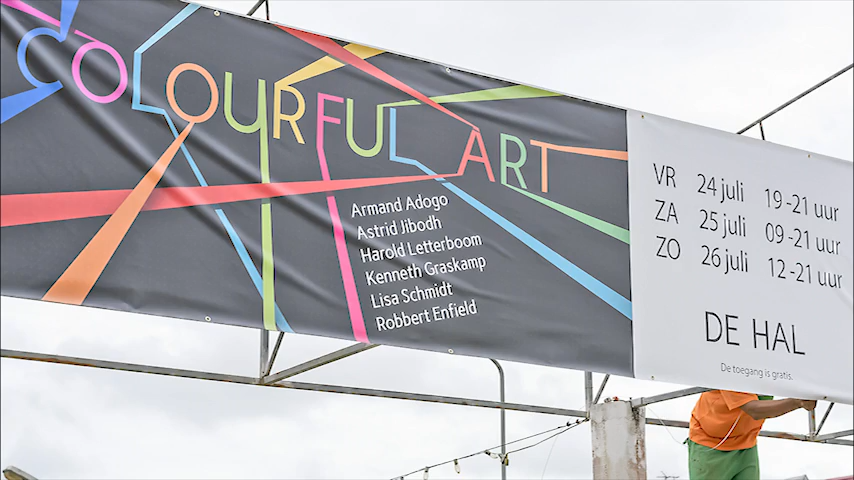 COLOURFUL ART
Armand Adogo
Astrid Jibodh
Harold Letterboom
Kenneth Graskamp
Lisa Schmidt
Robbert Enfield
VR 24 juli 19-21 uur
ZA 25 juli 09-21 uur
ZO 26 juli 12-21 uur
DE HAL
De toegang is gratis.